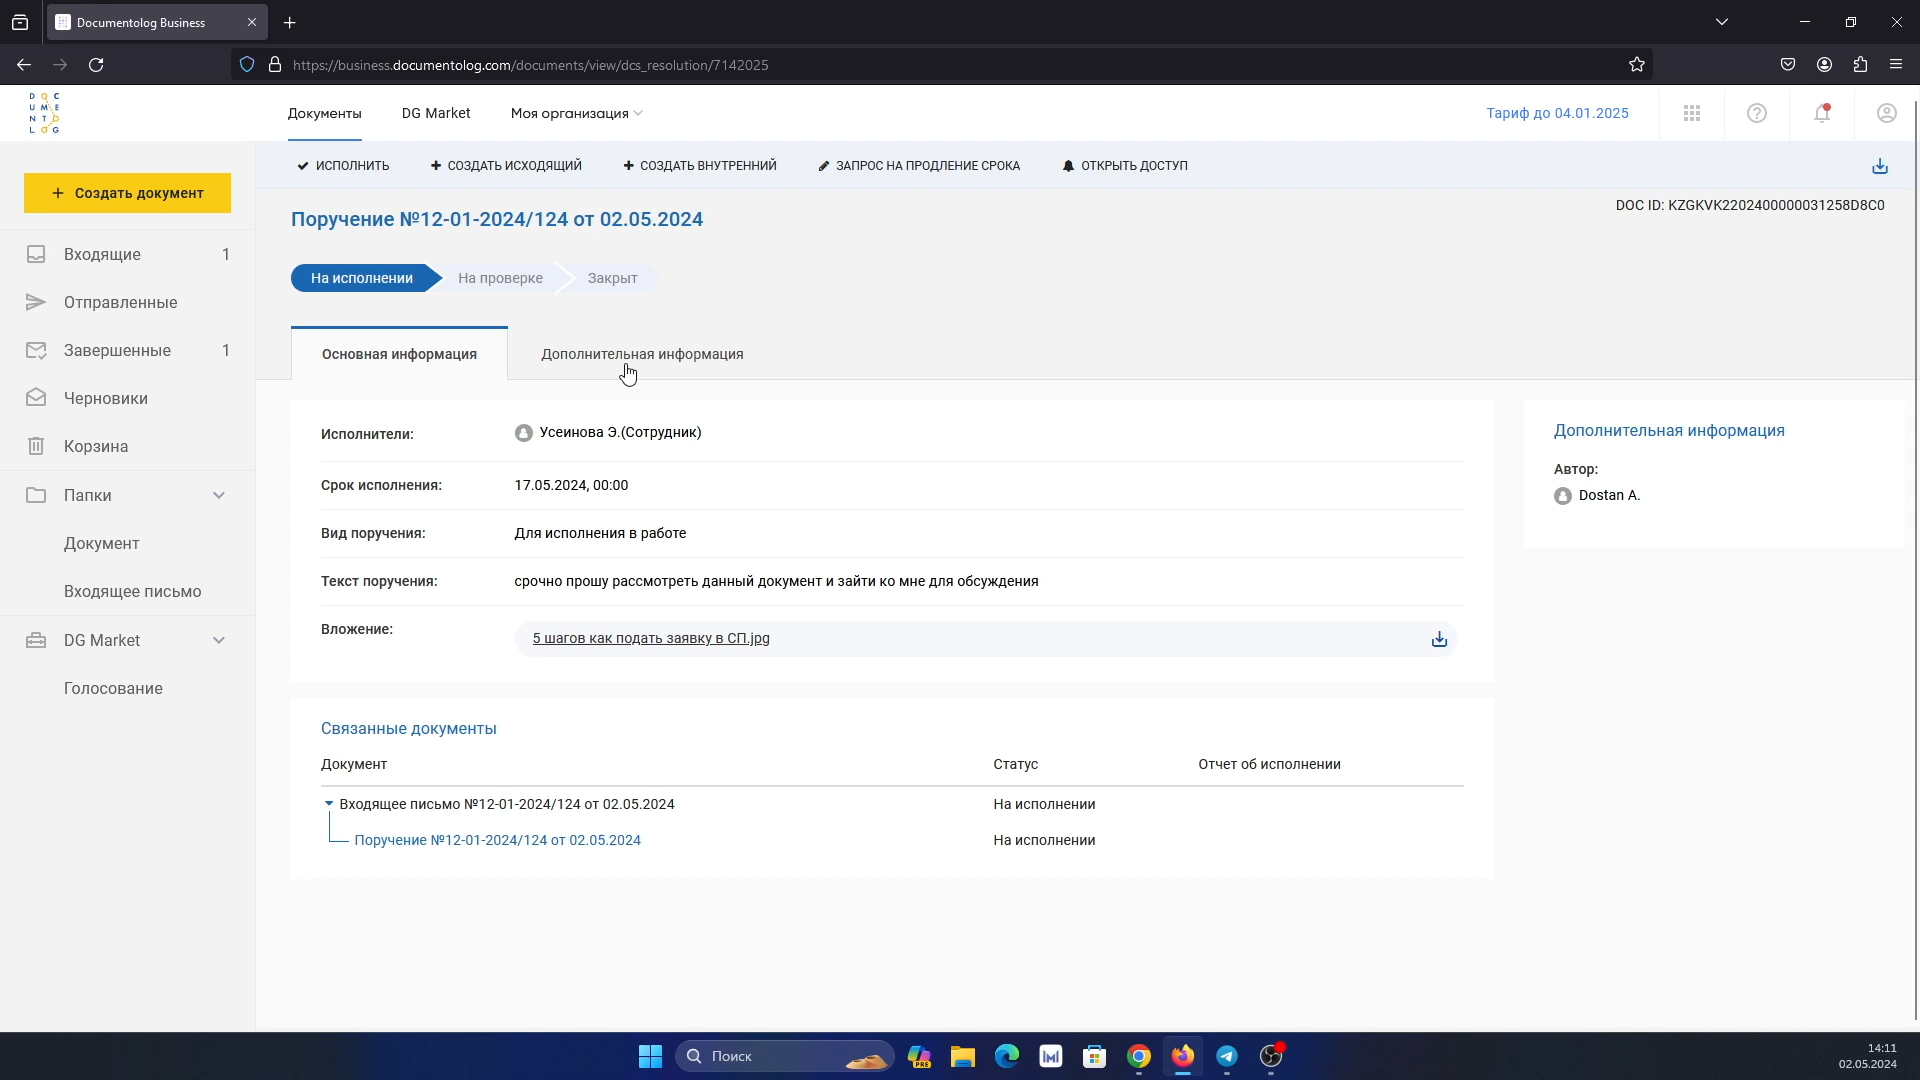 Documentolog Business
https://business.documentolog.com/documents/view/dcs_resolution/7142025
DOC
UME
NTO
LOG
Документы
DG Market
Моя организация
Тариф до 04.01.2025
ИСПОЛНИТЬ
СОЗДАТЬ ИСХОДЯЩИЙ
СОЗДАТЬ ВНУТРЕННИЙ
ЗАПРОС НА ПРОДЛЕНИЕ СРОКА
ОТКРЫТЬ ДОСТУП
+ Создать документ
Входящие 1
Отправленные
Завершенные 1
Черновики
Корзина
Папки
Документ
Входящее письмо
DG Market
Голосование
Поручение №12-01-2024/124 от 02.05.2024
DOC ID: KZGKVK2202400000031258D8C0
На исполнении
На проверке
Закрыт
Основная информация
Дополнительная информация
Исполнители: Усеинова Э.(Сотрудник)
Срок исполнения: 17.05.2024, 00:00
Вид поручения: Для исполнения в работе
Текст поручения: срочно прошу рассмотреть данный документ и зайти ко мне для обсуждения
Вложение: 5 шагов как подать заявку в СП.jpg
Дополнительная информация
Автор:
Dostan A.
Связанные документы
Документ Статус Отчет об исполнении
Входящее письмо №12-01-2024/124 от 02.05.2024 На исполнении
Поручение №12-01-2024/124 от 02.05.2024 На исполнении
Поиск
PRE
14:11
02.05.2024